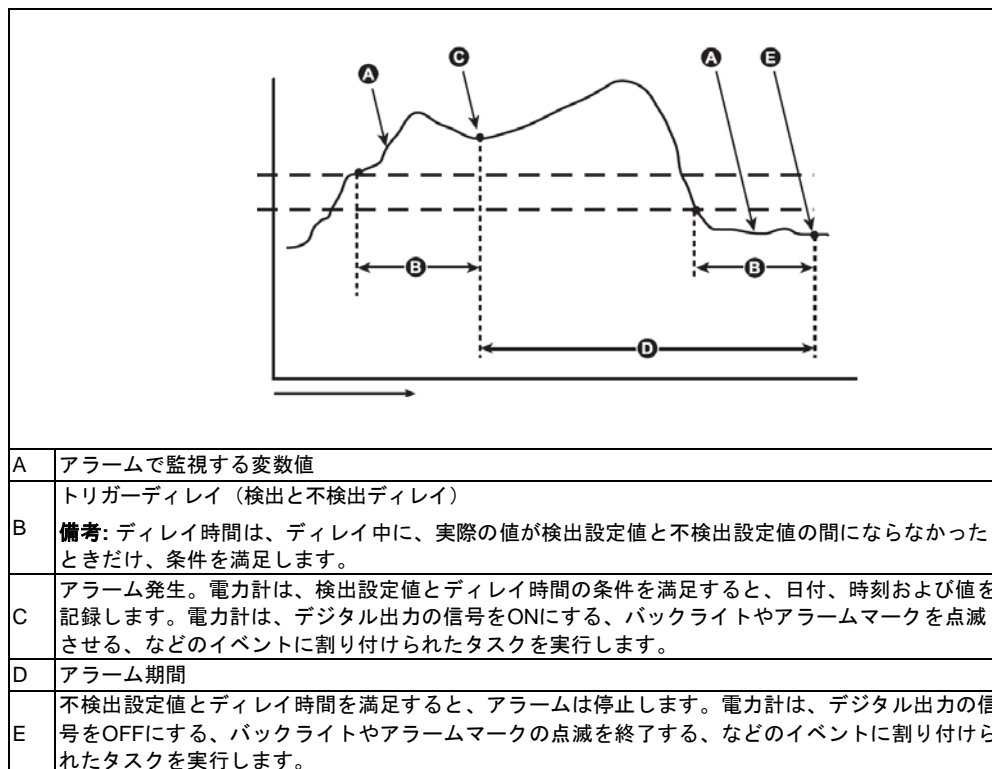 A C A E
B B
D
A アラームで監視する変数値
トリガーディレイ(検出と不検出ディレイ)
B 備考: ディレイ時間は、ディレイ中に、実際の値が検出設定値と不検出設定値の間にならなかった
ときだけ、条件を満足します。
アラーム発生。電力計は、検出設定値とディレイ時間の条件を満足すると、日付、時刻および値を
C 記録します。電力計は、デジタル出力の信号をONにする、バックライトやアラームマークを点滅
させる、などのイベントに割り付けられたタスクを実行します。
D アラーム期間
不検出設定値とディレイ時間を満足すると、アラームは停止します。電力計は、デジタル出力の信
E 号をOFFにする、バックライトやアラームマークの点滅を終了する、などのイベントに割り付けら
れたタスクを実行します。